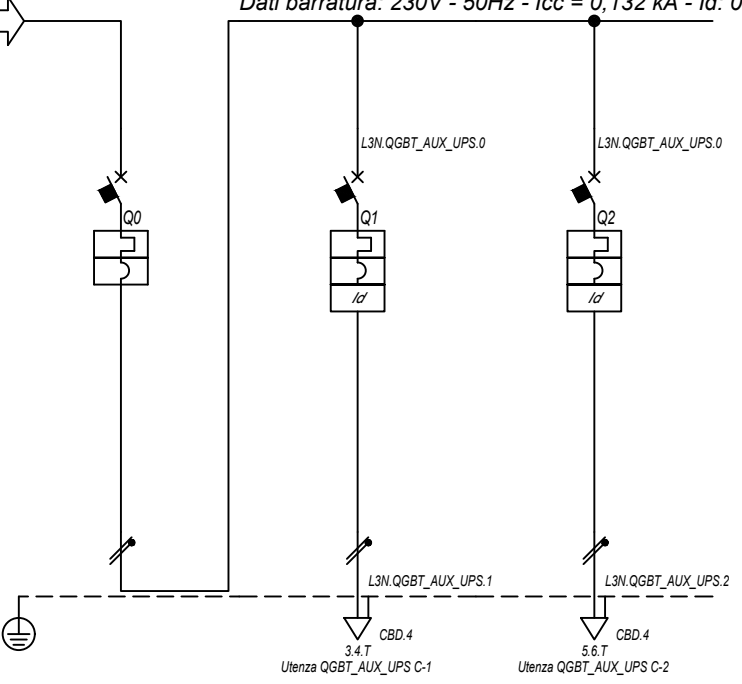 Dati barratura: 230V - 50Hz - Icc = 0,132 kA - Id: 0
L3N.QGBT_AUX_UPS.0
L3N.QGBT_AUX_UPS.0
Q0
Q1
Q2
Id
Id
L3N.QGBT_AUX_UPS.1
L3N.QGBT_AUX_UPS.2
CBD.4
CBD.4
3.4.T
5.6.T
Utenza QGBT_AUX_UPS C-1
Utenza QGBT_AUX_UPS C-2